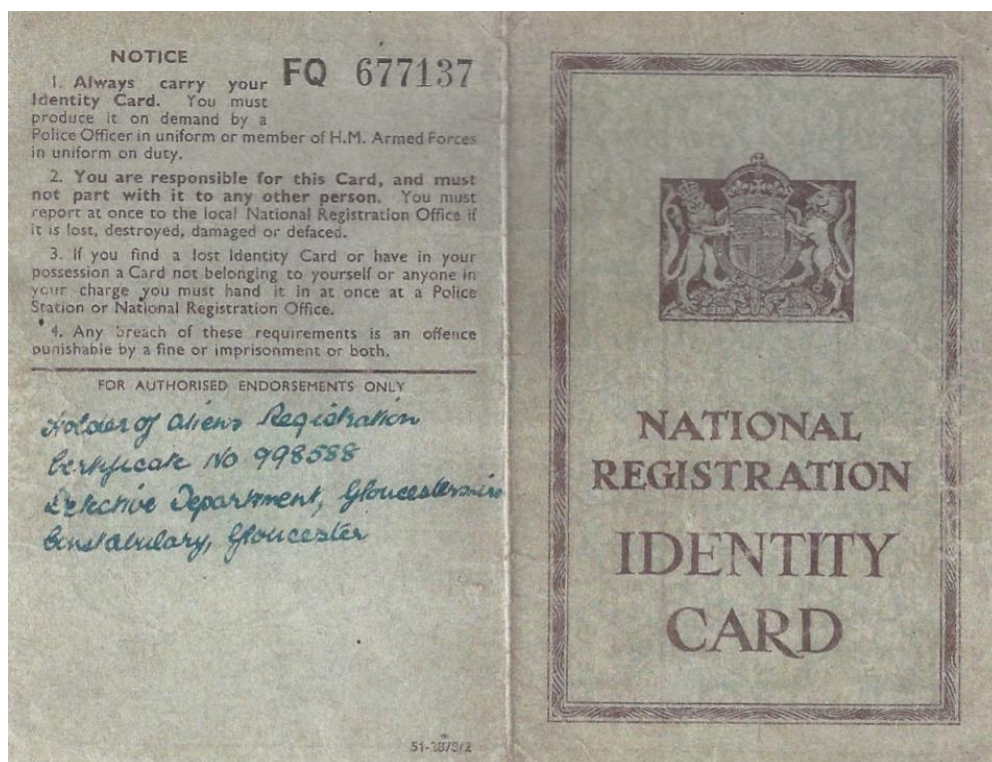 NOTICE
FQ 677137
1. Always carry your
Identity Card. You must
produce it on demand by a
Police Officer in uniform or member of H.M. Armed Forces
in uniform on duty.
2. You are responsible for this Card, and must
not part with it to any other person. You must
report at once to the local National Registration Office if
it is lost, destroyed, damaged or defaced.
3. If you find a lost Identity Card or have in your
possession a Card not belonging to yourself or anyone in
your charge you must hand it in at once at a Police
Station or National Registration Office.
4. Any breach of these requirements is an offence
punishable by a fine or imprisonment or both.
FOR AUTHORISED ENDORSEMENTS ONLY
Holder of Aliens Registration
Certificate No 998588
Detective Department, Gloucestershire
Constabulary, Gloucester
NATIONAL
REGISTRATION
IDENTITY
CARD